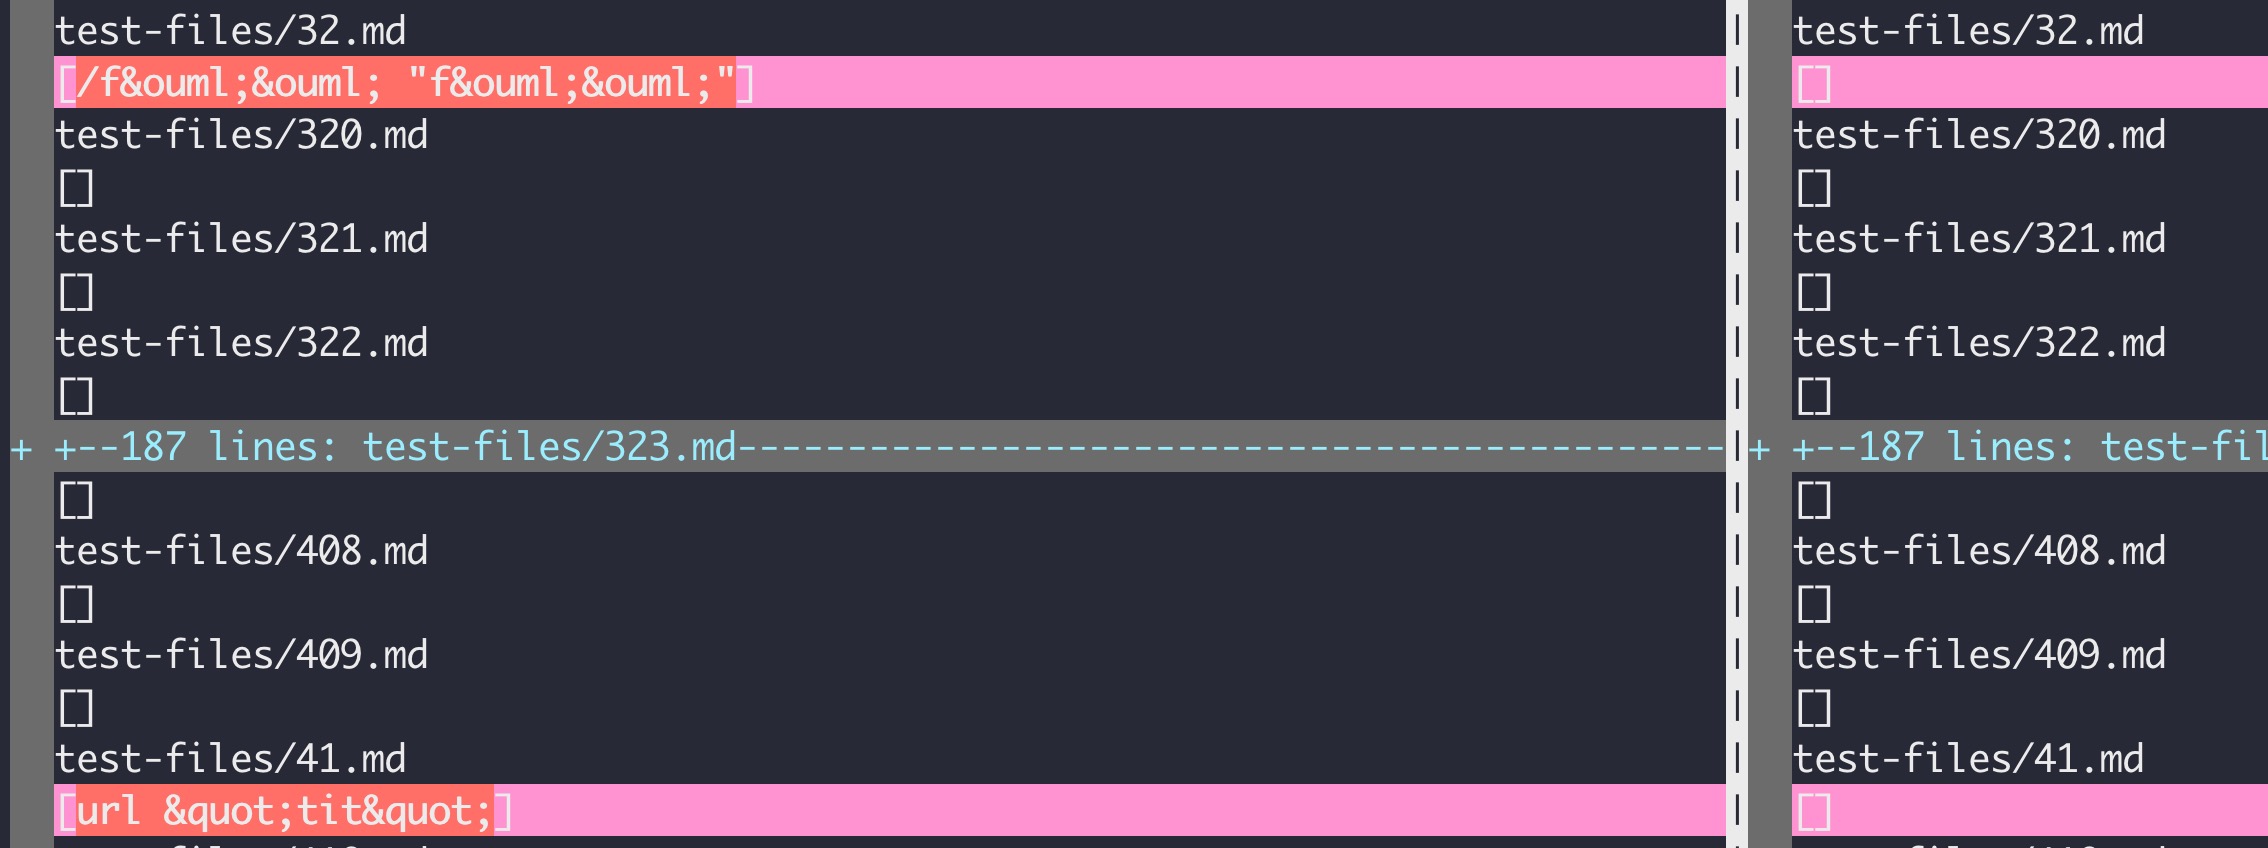 test-files/32.md
[/f&ouml;&ouml; "f&ouml;&ouml;"]
test-files/320.md
[]
test-files/321.md
[]
test-files/322.md
[]
+ +--187 lines: test-files/323.md---------------------------------------------
[]
test-files/408.md
[]
test-files/409.md
[]
test-files/41.md
[url &quot;tit&quot;]
test-files/32.md
[]
test-files/320.md
[]
test-files/321.md
[]
test-files/322.md
[]
+ +--187 lines: test-fil
[]
test-files/408.md
[]
test-files/409.md
[]
test-files/41.md
[]